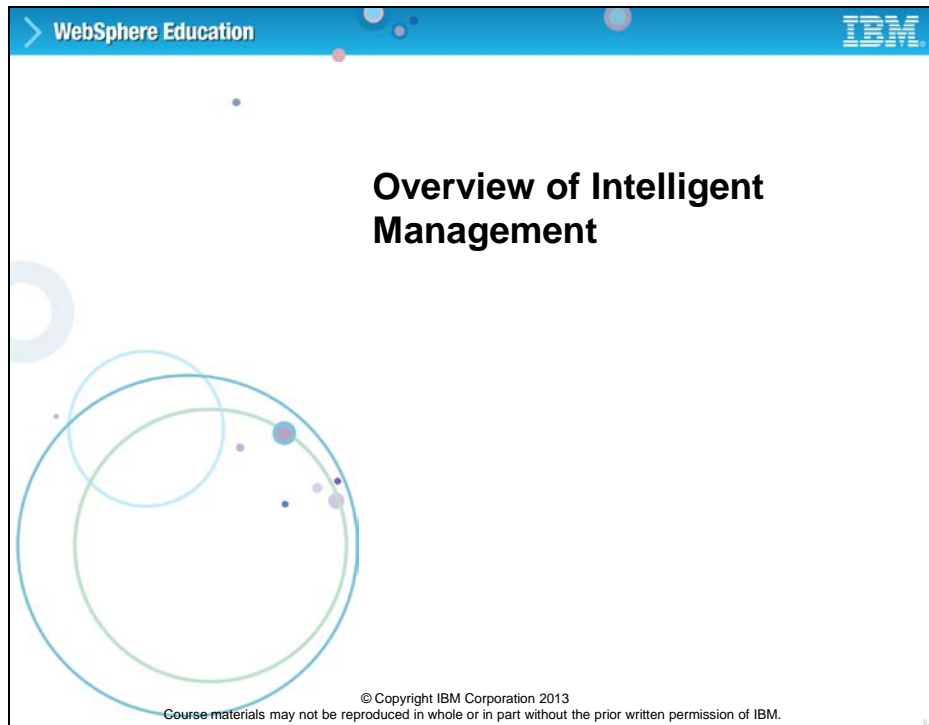 WebSphere Education
IBM
Overview of Intelligent
Management
© Copyright IBM Corporation 2013
Course materials may not be reproduced in whole or in part without the prior written permission of IBM.